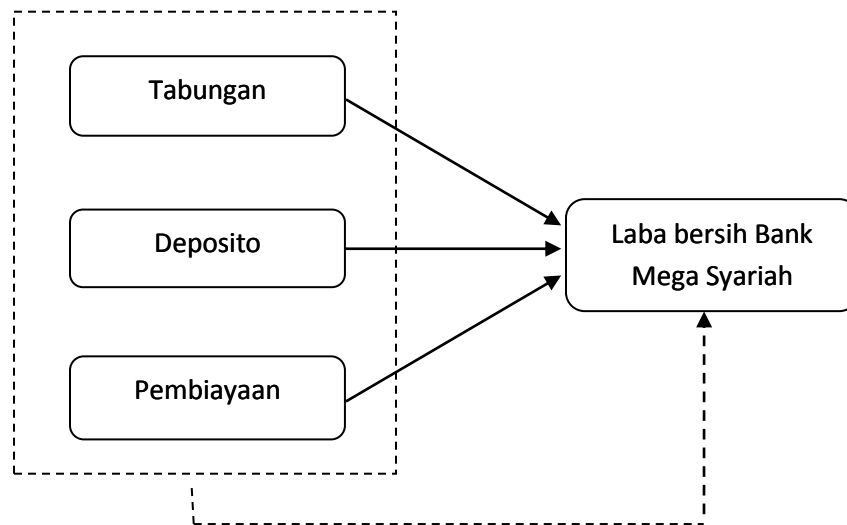 Tabungan
Deposito
Pembiayaan
Laba bersih Bank
Mega Syariah